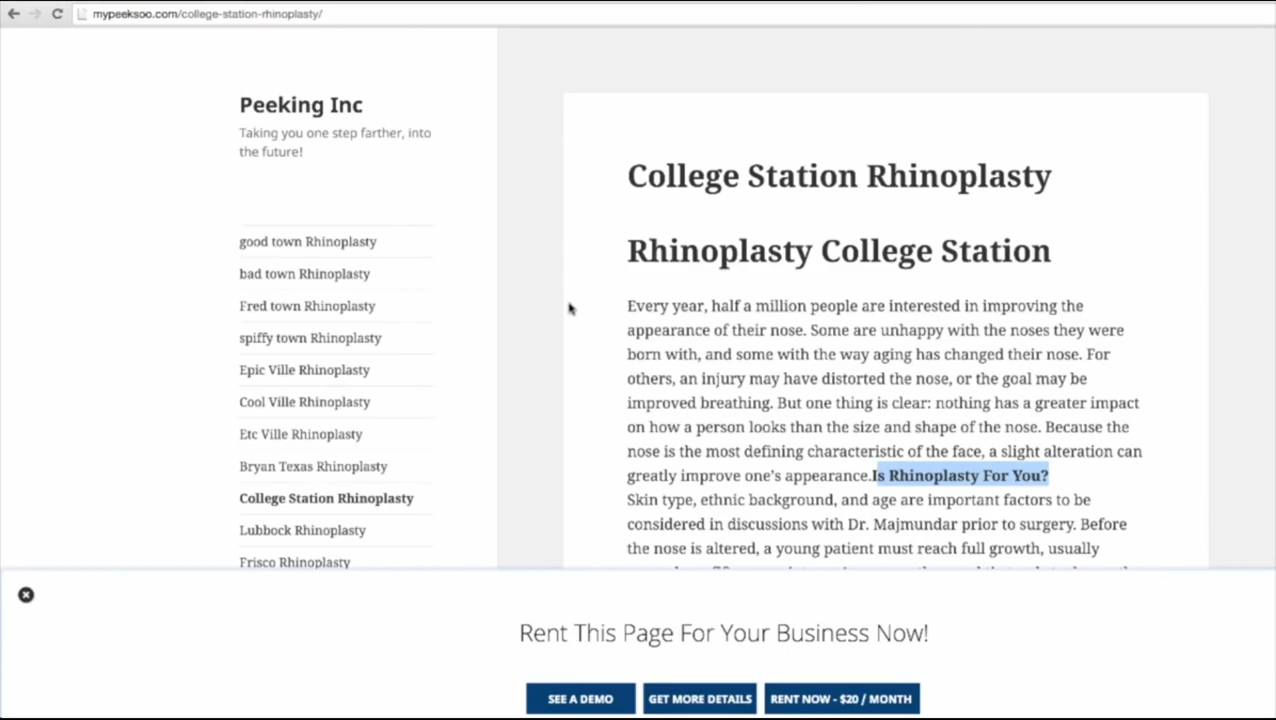 mypeeksoo.com/college-station-rhinoplasty/
Peeking Inc
Taking you one step farther, into
the future!
good town Rhinoplasty
bad town Rhinoplasty
Fred town Rhinoplasty
spiffy town Rhinoplasty
Epic Ville Rhinoplasty
Cool Ville Rhinoplasty
Etc Ville Rhinoplasty
Bryan Texas Rhinoplasty
College Station Rhinoplasty
Lubbock Rhinoplasty
Frisco Rhinoplasty
College Station Rhinoplasty
Rhinoplasty College Station
Every year, half a million people are interested in improving the
appearance of their nose. Some are unhappy with the noses they were
born with, and some with the way aging has changed their nose. For
others, an injury may have distorted the nose, or the goal may be
improved breathing. But one thing is clear: nothing has a greater impact
on how a person looks than the size and shape of the nose. Because the
nose is the most defining characteristic of the face, a slight alteration can
greatly improve one's appearance.Is Rhinoplasty For You?
Skin type, ethnic background, and age are important factors to be
considered in discussions with Dr. Majmundar prior to surgery. Before
the nose is altered, a young patient must reach full growth, usually
Rent This Page For Your Business Now!
SEE A DEMO
GET MORE DETAILS
RENT NOW - $20 / MONTH